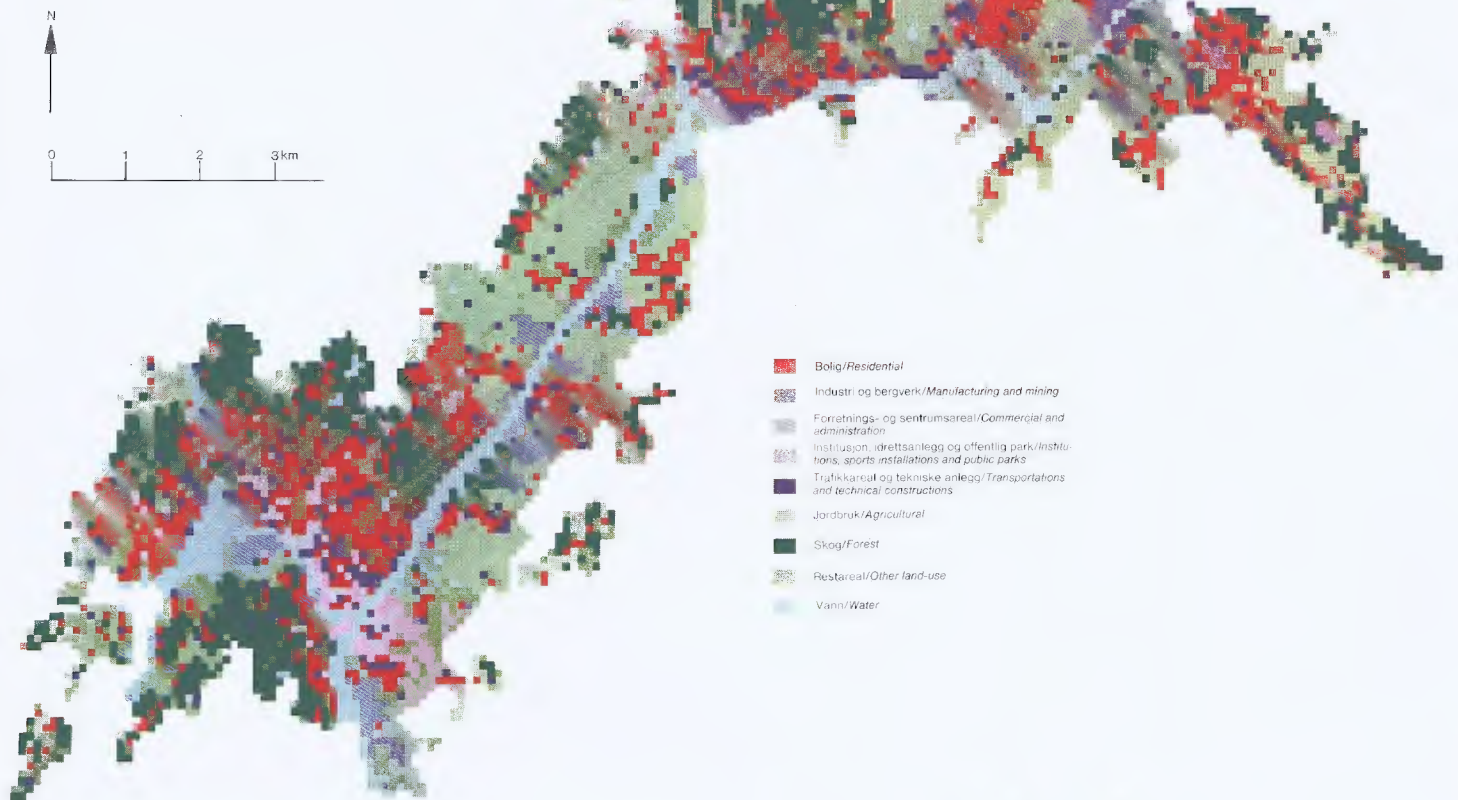 N
0 1 2 3 km
Bolig/Residential
Industri og bergverk/Manufacturing and mining
Forretnings- og sentrumsareal/Commercial and
administration
Institusjon, idrettsanlegg og offentlig park/Institu-
tions, sports installations and public parks
Trafikkareal og tekniske anlegg/Transportations
and technical constructions
Jordbruk/Agricultural
Skog/Forest
Restareal/Other land-use
Vann/Water